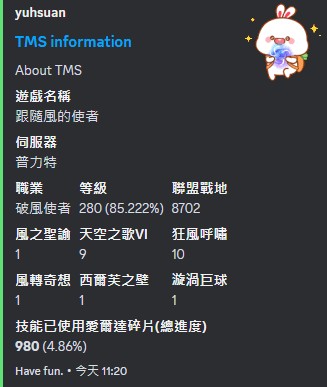 yuhsuan
TMS information
About TMS
遊戲名稱
跟隨風的使者
伺服器
普力特
職業 等級 聯盟戰地
破風使者 280 (85.222%) 8702
風之聖諭 天空之歌VI 狂風呼嘯
1 9 10
風轉奇想 西爾芙之壁 漩渦巨球
1 1 1
技能已使用愛爾達碎片(總進度)
980 (4.86%)
Have fun. • 今天 11:20